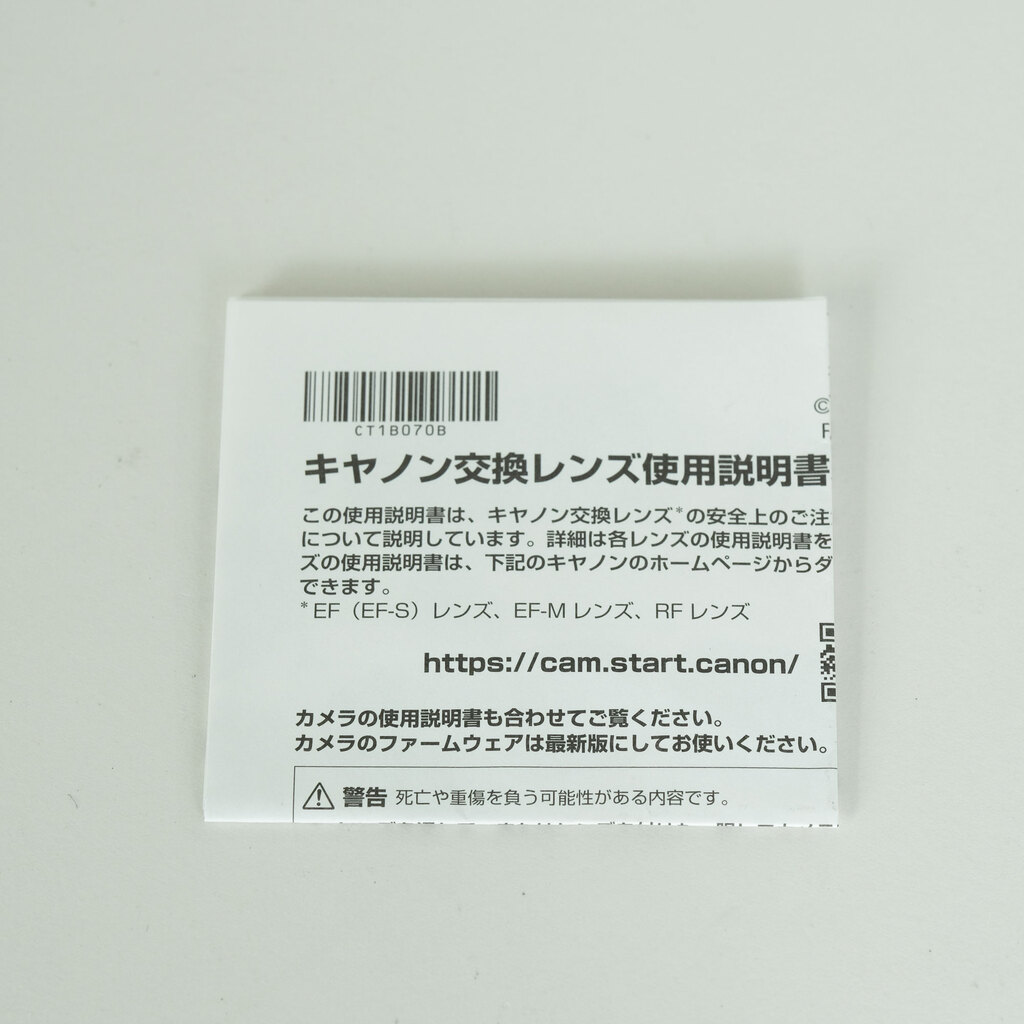 ©
CT1B070B
キヤノン交換レンズ使用説明書
この使用説明書は、キヤノン交換レンズ*の安全上のご注
について説明しています。詳細は各レンズの使用説明書を
ズの使用説明書は、下記のキヤノンのホームページからダ
できます。
*EF（EF-S）レンズ、EF-M レンズ、RF レンズ
https://cam.start.canon/
カメラの使用説明書も合わせてご覧ください。
カメラのファームウェアは最新版にしてお使いください。
警告 死亡や重傷を負う可能性がある内容です。